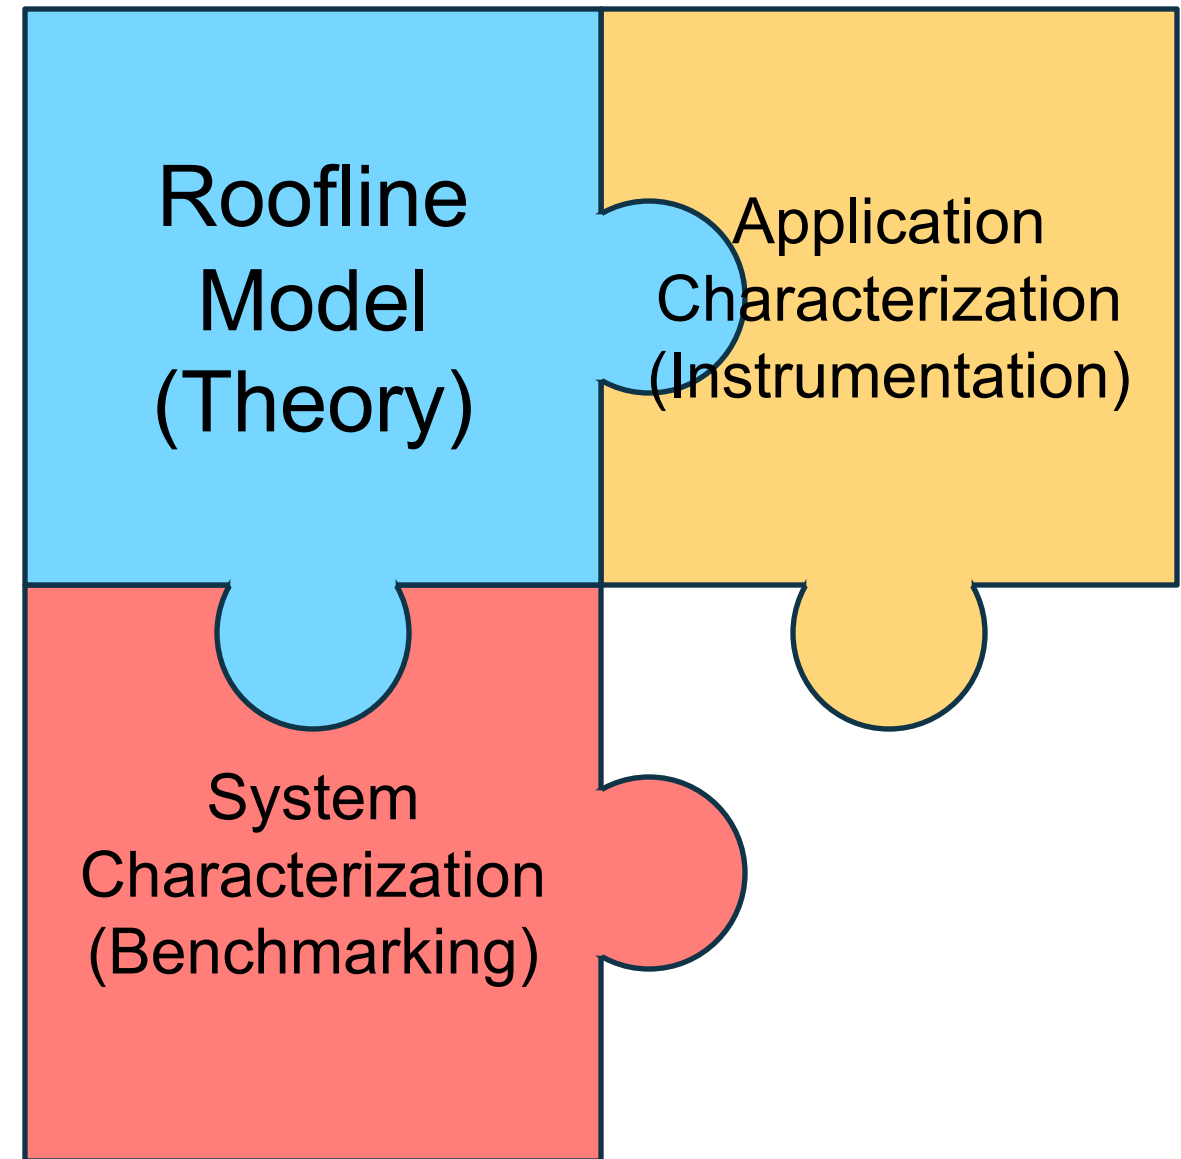 Roofline
Model
(Theory)
Application
Characterization
(Instrumentation)
System
Characterization
(Benchmarking)